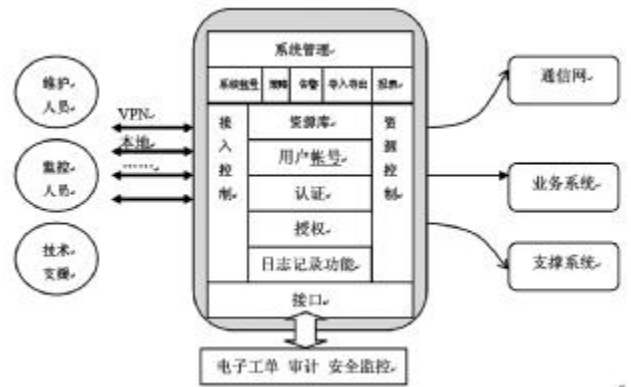 系统管理
系统账号 策略 告警 导入导出 报表
维护
人员
监控
人员
技术
支援
VPN
本地
……
接入控制
资源库
用户帐号
认证
授权
日志记录功能
资源控制
接口
电子工单 审计 安全监控
通信网
业务系统
支撑系统